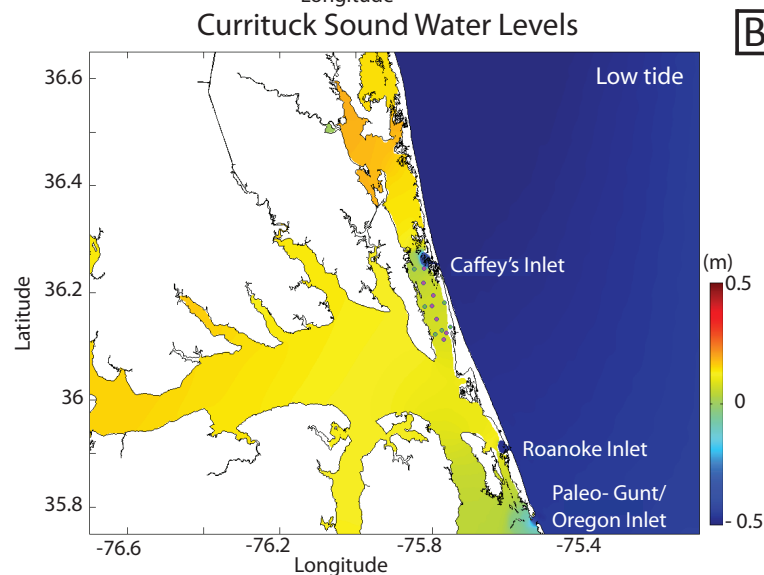 Longitude
Currituck Sound Water Levels
B
Low tide
36.6
36.4
36.2
36
35.8
Latitude
Caffey's Inlet
Roanoke Inlet
Paleo- Gunt/
Oregon Inlet
(m)
0.5
0
- 0.5
-76.6
-76.2
-75.8
-75.4
Longitude